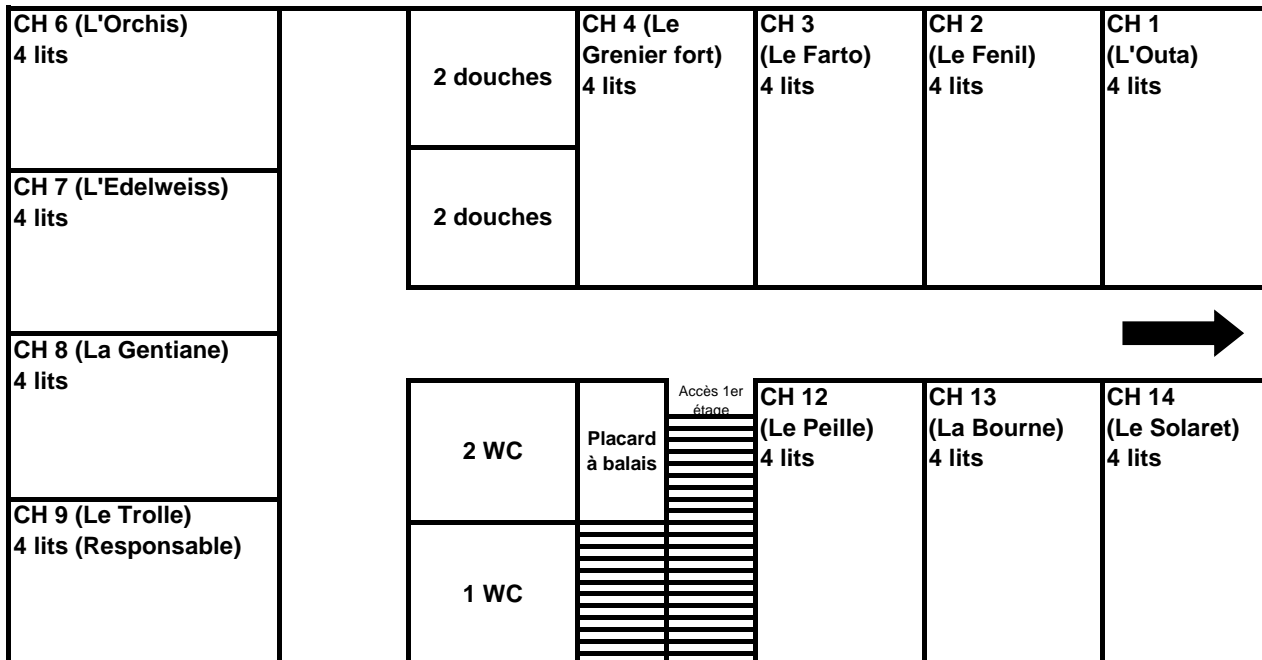 CH 6 (L'Orchis)
4 lits
2 douches
CH 4 (Le
Grenier fort)
4 lits
CH 3
(Le Farto)
4 lits
CH 2
(Le Fenil)
4 lits
CH 1
(L'Outa)
4 lits
CH 7 (L'Edelweiss)
4 lits
2 douches
CH 8 (La Gentiane)
4 lits
2 WC
Placard
à balais
Accès 1er
étage
CH 12
(Le Peille)
4 lits
CH 13
(La Bourne)
4 lits
CH 14
(Le Solaret)
4 lits
CH 9 (Le Trolle)
4 lits (Responsable)
1 WC